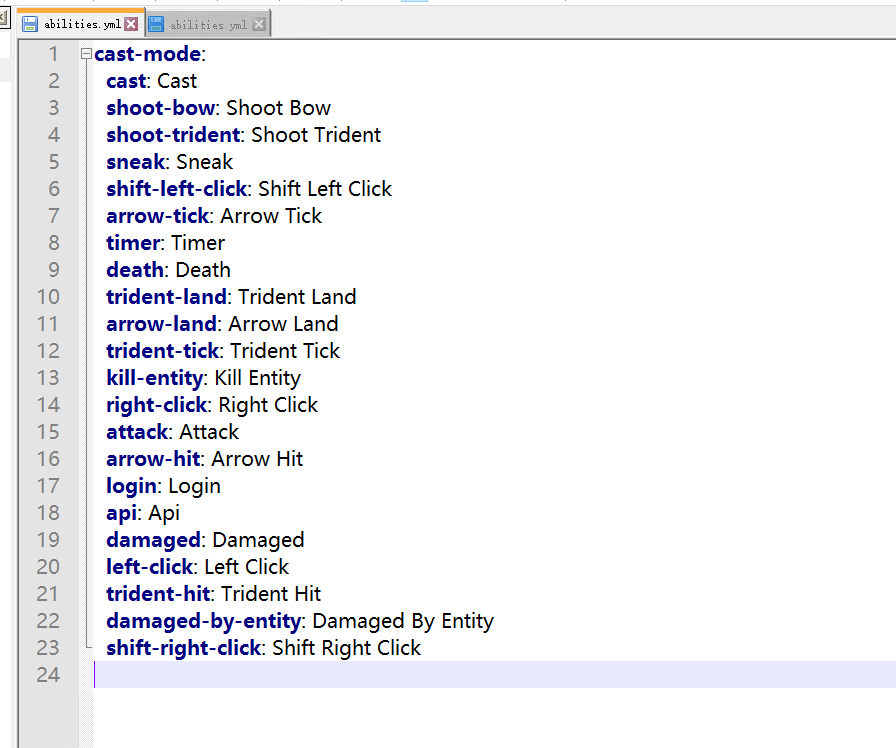 abilities.yml
abilities.yml
1 cast-mode:
2 cast: Cast
3 shoot-bow: Shoot Bow
4 shoot-trident: Shoot Trident
5 sneak: Sneak
6 shift-left-click: Shift Left Click
7 arrow-tick: Arrow Tick
8 timer: Timer
9 death: Death
10 trident-land: Trident Land
11 arrow-land: Arrow Land
12 trident-tick: Trident Tick
13 kill-entity: Kill Entity
14 right-click: Right Click
15 attack: Attack
16 arrow-hit: Arrow Hit
17 login: Login
18 api: Api
19 damaged: Damaged
20 left-click: Left Click
21 trident-hit: Trident Hit
22 damaged-by-entity: Damaged By Entity
23 shift-right-click: Shift Right Click
24